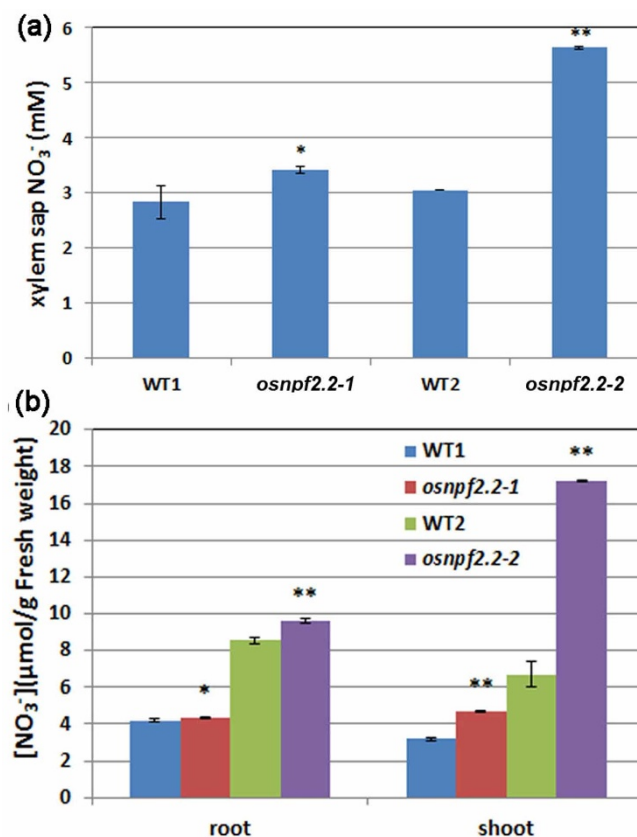 (a)
xylem sap NO₃⁻ (mM)
6
5
4
3
2
1
0
*
**
WT1
osnpf2.2-1
WT2
osnpf2.2-2
(b)
[NO₃⁻](μmol/g Fresh weight)
20
18
16
14
12
10
8
6
4
2
0
WT1
osnpf2.2-1
WT2
osnpf2.2-2
*
**
**
**
root
shoot